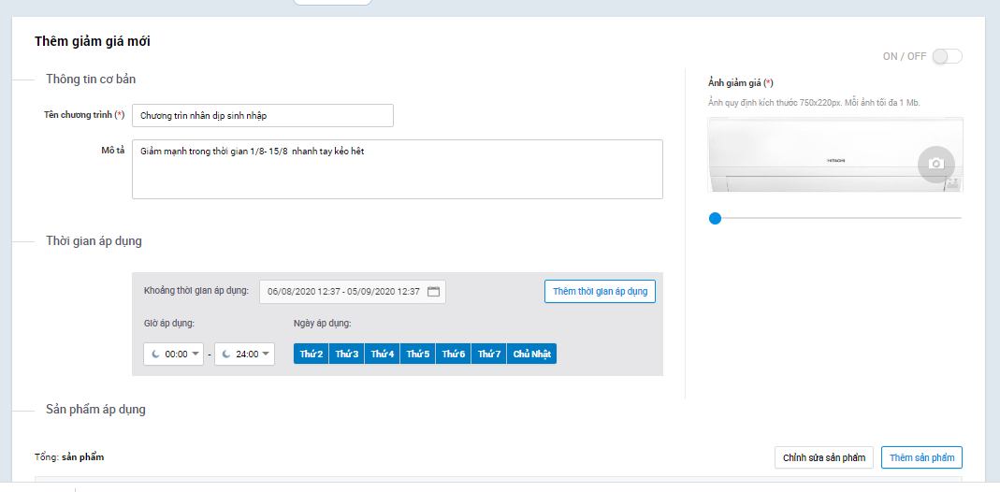 Thêm giảm giá mới
ON / OFF
Thông tin cơ bản
Ảnh giảm giá (*)
Ảnh quy định kích thước 750x220px. Mỗi ảnh tối đa 1 Mb.
Tên chương trình (*)
Chương trìn nhân dịp sinh nhập
Mô tả
Giảm mạnh trong thời gian 1/8- 15/8 nhanh tay kẻo hêt
HITACHI
Thời gian áp dụng
Khoảng thời gian áp dụng:
06/08/2020 12:37 - 05/09/2020 12:37
Thêm thời gian áp dụng
Giờ áp dụng:
Ngày áp dụng:
00:00 - 24:00
Thứ 2 Thứ 3 Thứ 4 Thứ 5 Thứ 6 Thứ 7 Chủ Nhật
Sản phẩm áp dụng
Tổng: sản phẩm
Chỉnh sửa sản phẩm
Thêm sản phẩm